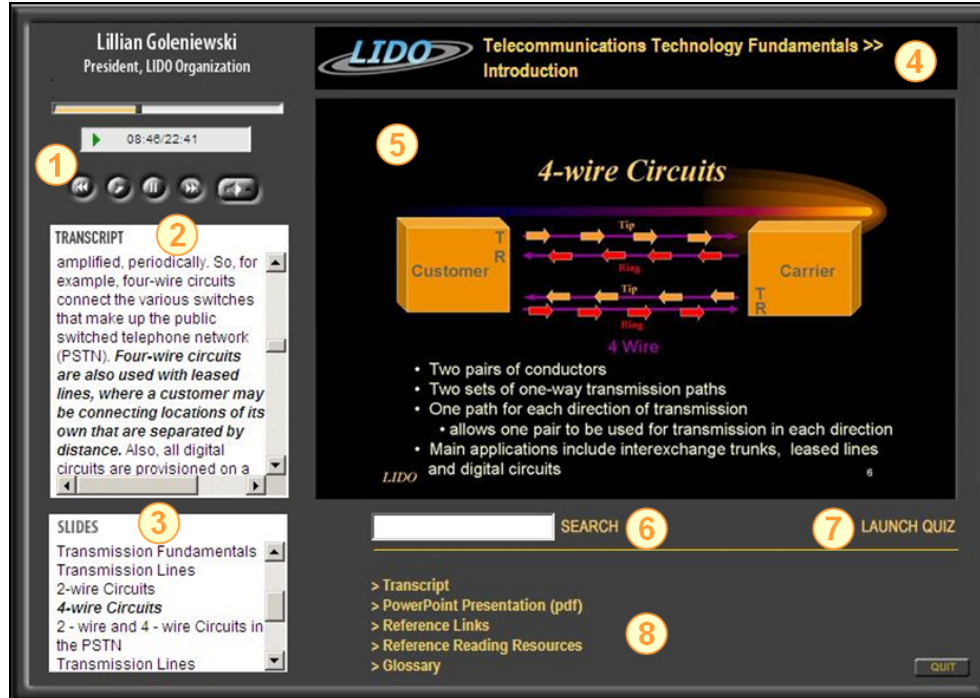 Lillian Goleniewski
President, LIDO Organization
08:46/22:41
1
TRANSCRIPT
2
amplified, periodically. So, for
example, four-wire circuits
connect the various switches
that make up the public
switched telephone network
(PSTN). Four-wire circuits
are also used with leased
lines, where a customer may
be connecting locations of its
own that are separated by
distance. Also, all digital
circuits are provisioned on a
SLIDES
3
Transmission Fundamentals
Transmission Lines
2-wire Circuits
4-wire Circuits
2 - wire and 4 - wire Circuits in
the PSTN
Transmission Lines
LIDO
Telecommunications Technology Fundamentals >>
Introduction
4
5
4-wire Circuits
Customer
T
R
Tip
Ring
Tip
Ring
Carrier
T
R
4 Wire
• Two pairs of conductors
• Two sets of one-way transmission paths
• One path for each direction of transmission
• allows one pair to be used for transmission in each direction
• Main applications include interexchange trunks, leased lines
and digital circuits
LIDO
6
SEARCH
6
7
LAUNCH QUIZ
> Transcript
> PowerPoint Presentation (pdf)
> Reference Links
> Reference Reading Resources
> Glossary
8
QUIT